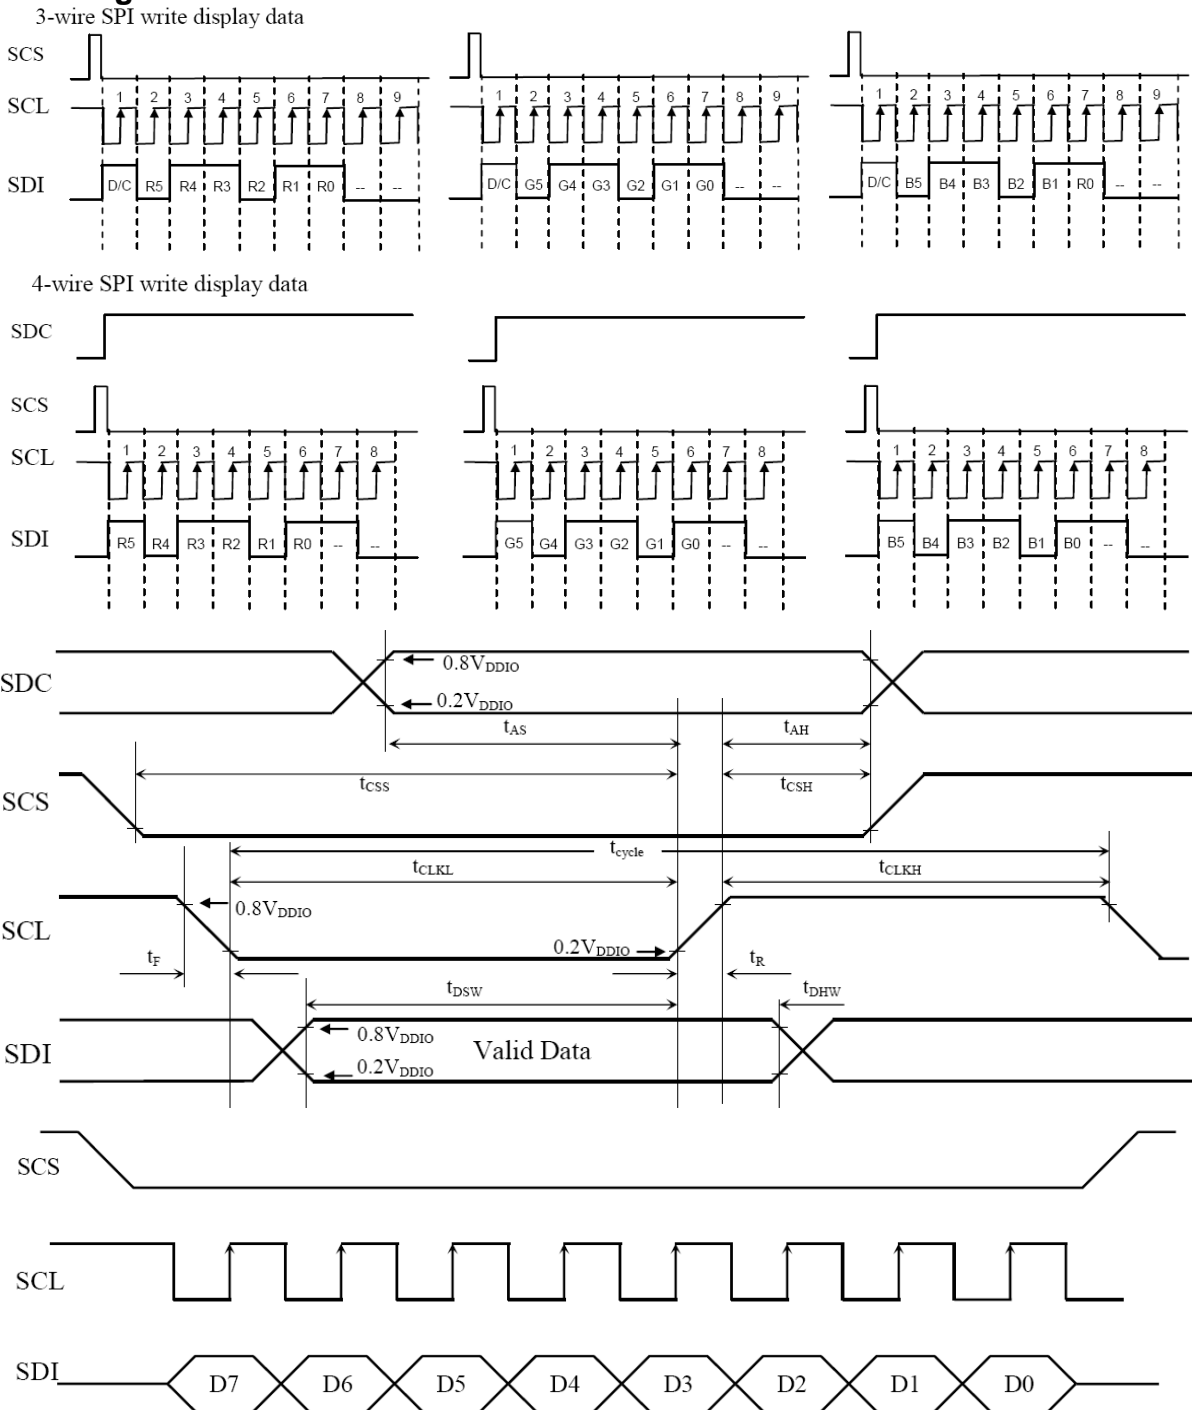 3-wire SPI write display data
SCS
SCL
1 2 3 4 5 6 7 8 9
1 2 3 4 5 6 7 8 9
1 2 3 4 5 6 7 8 9
SDI
D/C R5 R4 R3 R2 R1 R0 -- --
D/C G5 G4 G3 G2 G1 G0 -- --
D/C B5 B4 B3 B2 B1 R0 -- --
4-wire SPI write display data
SDC
SCS
SCL
1 2 3 4 5 6 7 8
1 2 3 4 5 6 7 8
1 2 3 4 5 6 7 8
SDI
R5 R4 R3 R2 R1 R0 -- --
G5 G4 G3 G2 G1 G0 -- --
B5 B4 B3 B2 B1 B0 -- --
SDC
0.8VDDIO
0.2VDDIO
tAS
tAH
SCS
tCSS
tCSH
tcycle
tCLKL
tCLKH
SCL
0.8VDDIO
0.2VDDIO
tF
tR
tDSW
tDHW
SDI
0.8VDDIO
0.2VDDIO
Valid Data
SCS
SCL
SDI
D7 D6 D5 D4 D3 D2 D1 D0